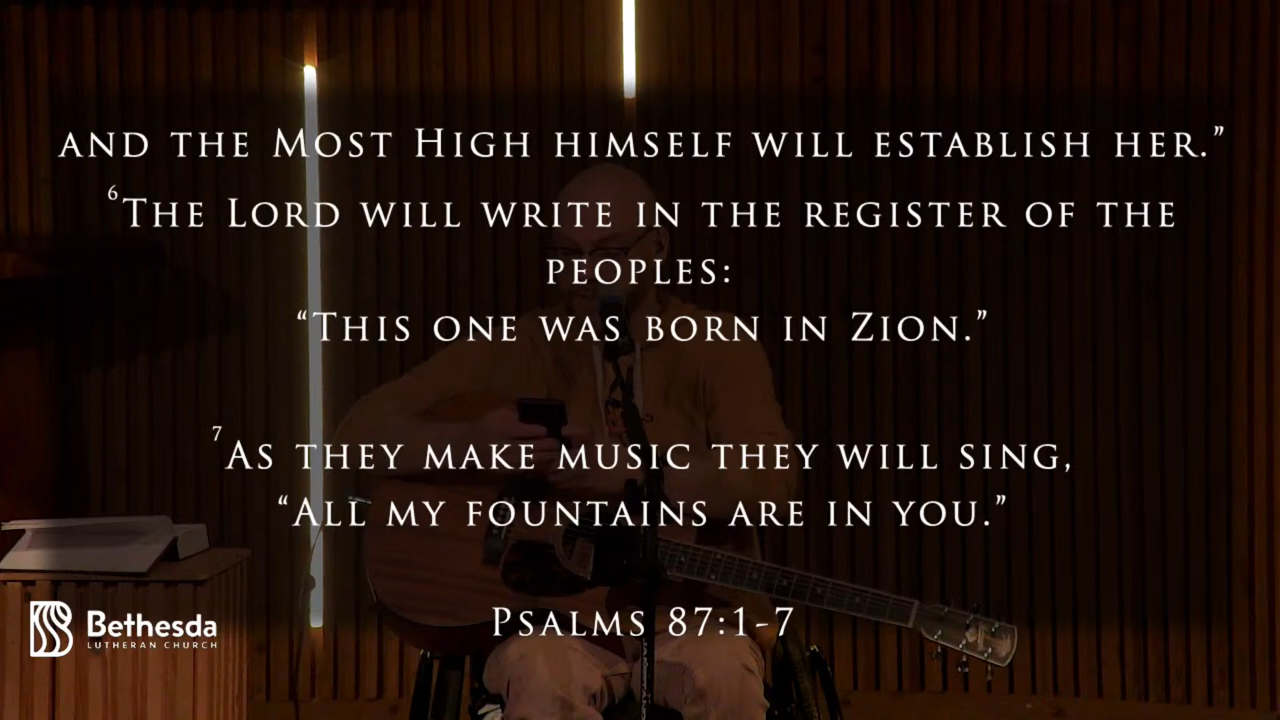 and the Most High himself will establish her.”
⁶The Lord will write in the register of the
peoples:
“This one was born in Zion.”
⁷As they make music they will sing,
“All my fountains are in you.”
Psalms 87:1-7
Bethesda
LUTHERAN CHURCH